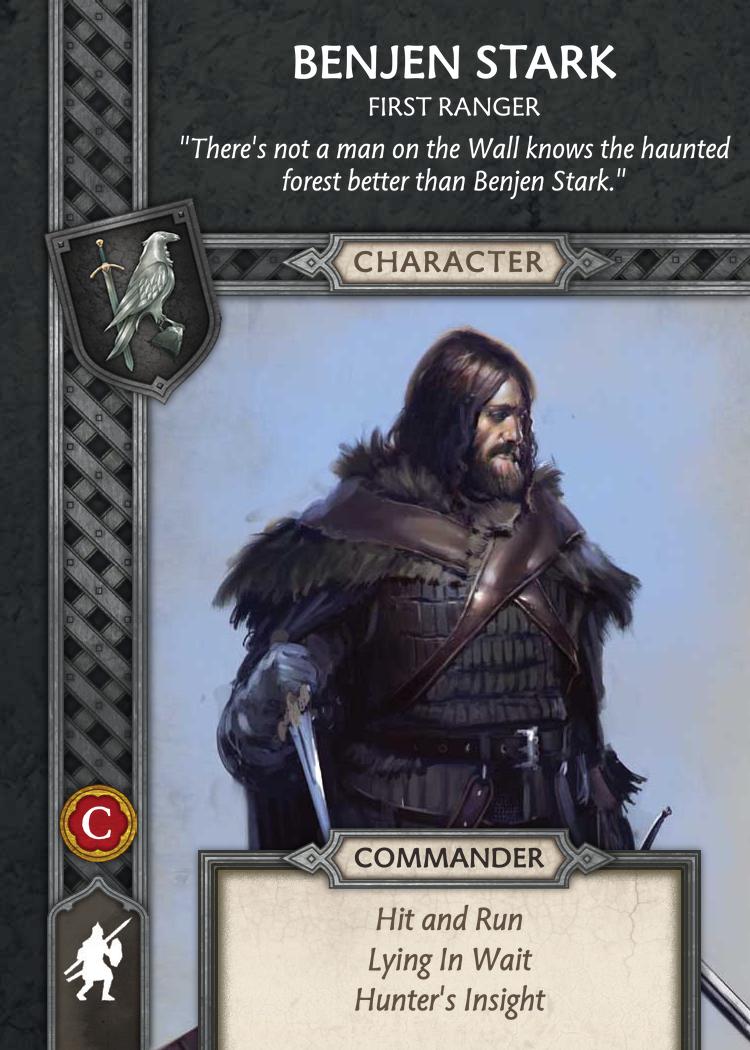 BENJEN STARK
FIRST RANGER
"There's not a man on the Wall knows the haunted
forest better than Benjen Stark."
CHARACTER
C
COMMANDER
Hit and Run
Lying In Wait
Hunter's Insight